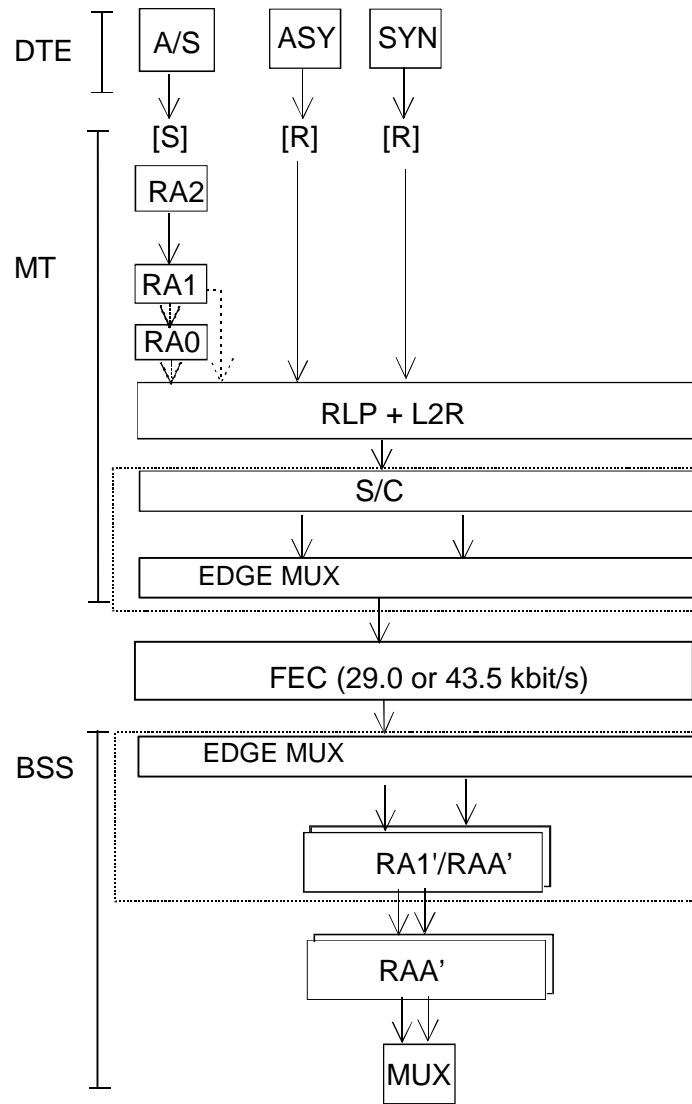 DTE
A/S
ASY
SYN
[S]
[R]
[R]
MT
RA2
RA1
RA0
RLP + L2R
S/C
EDGE MUX
FEC (29.0 or 43.5 kbit/s)
BSS
EDGE MUX
RA1'/RAA’
RAA’
MUX